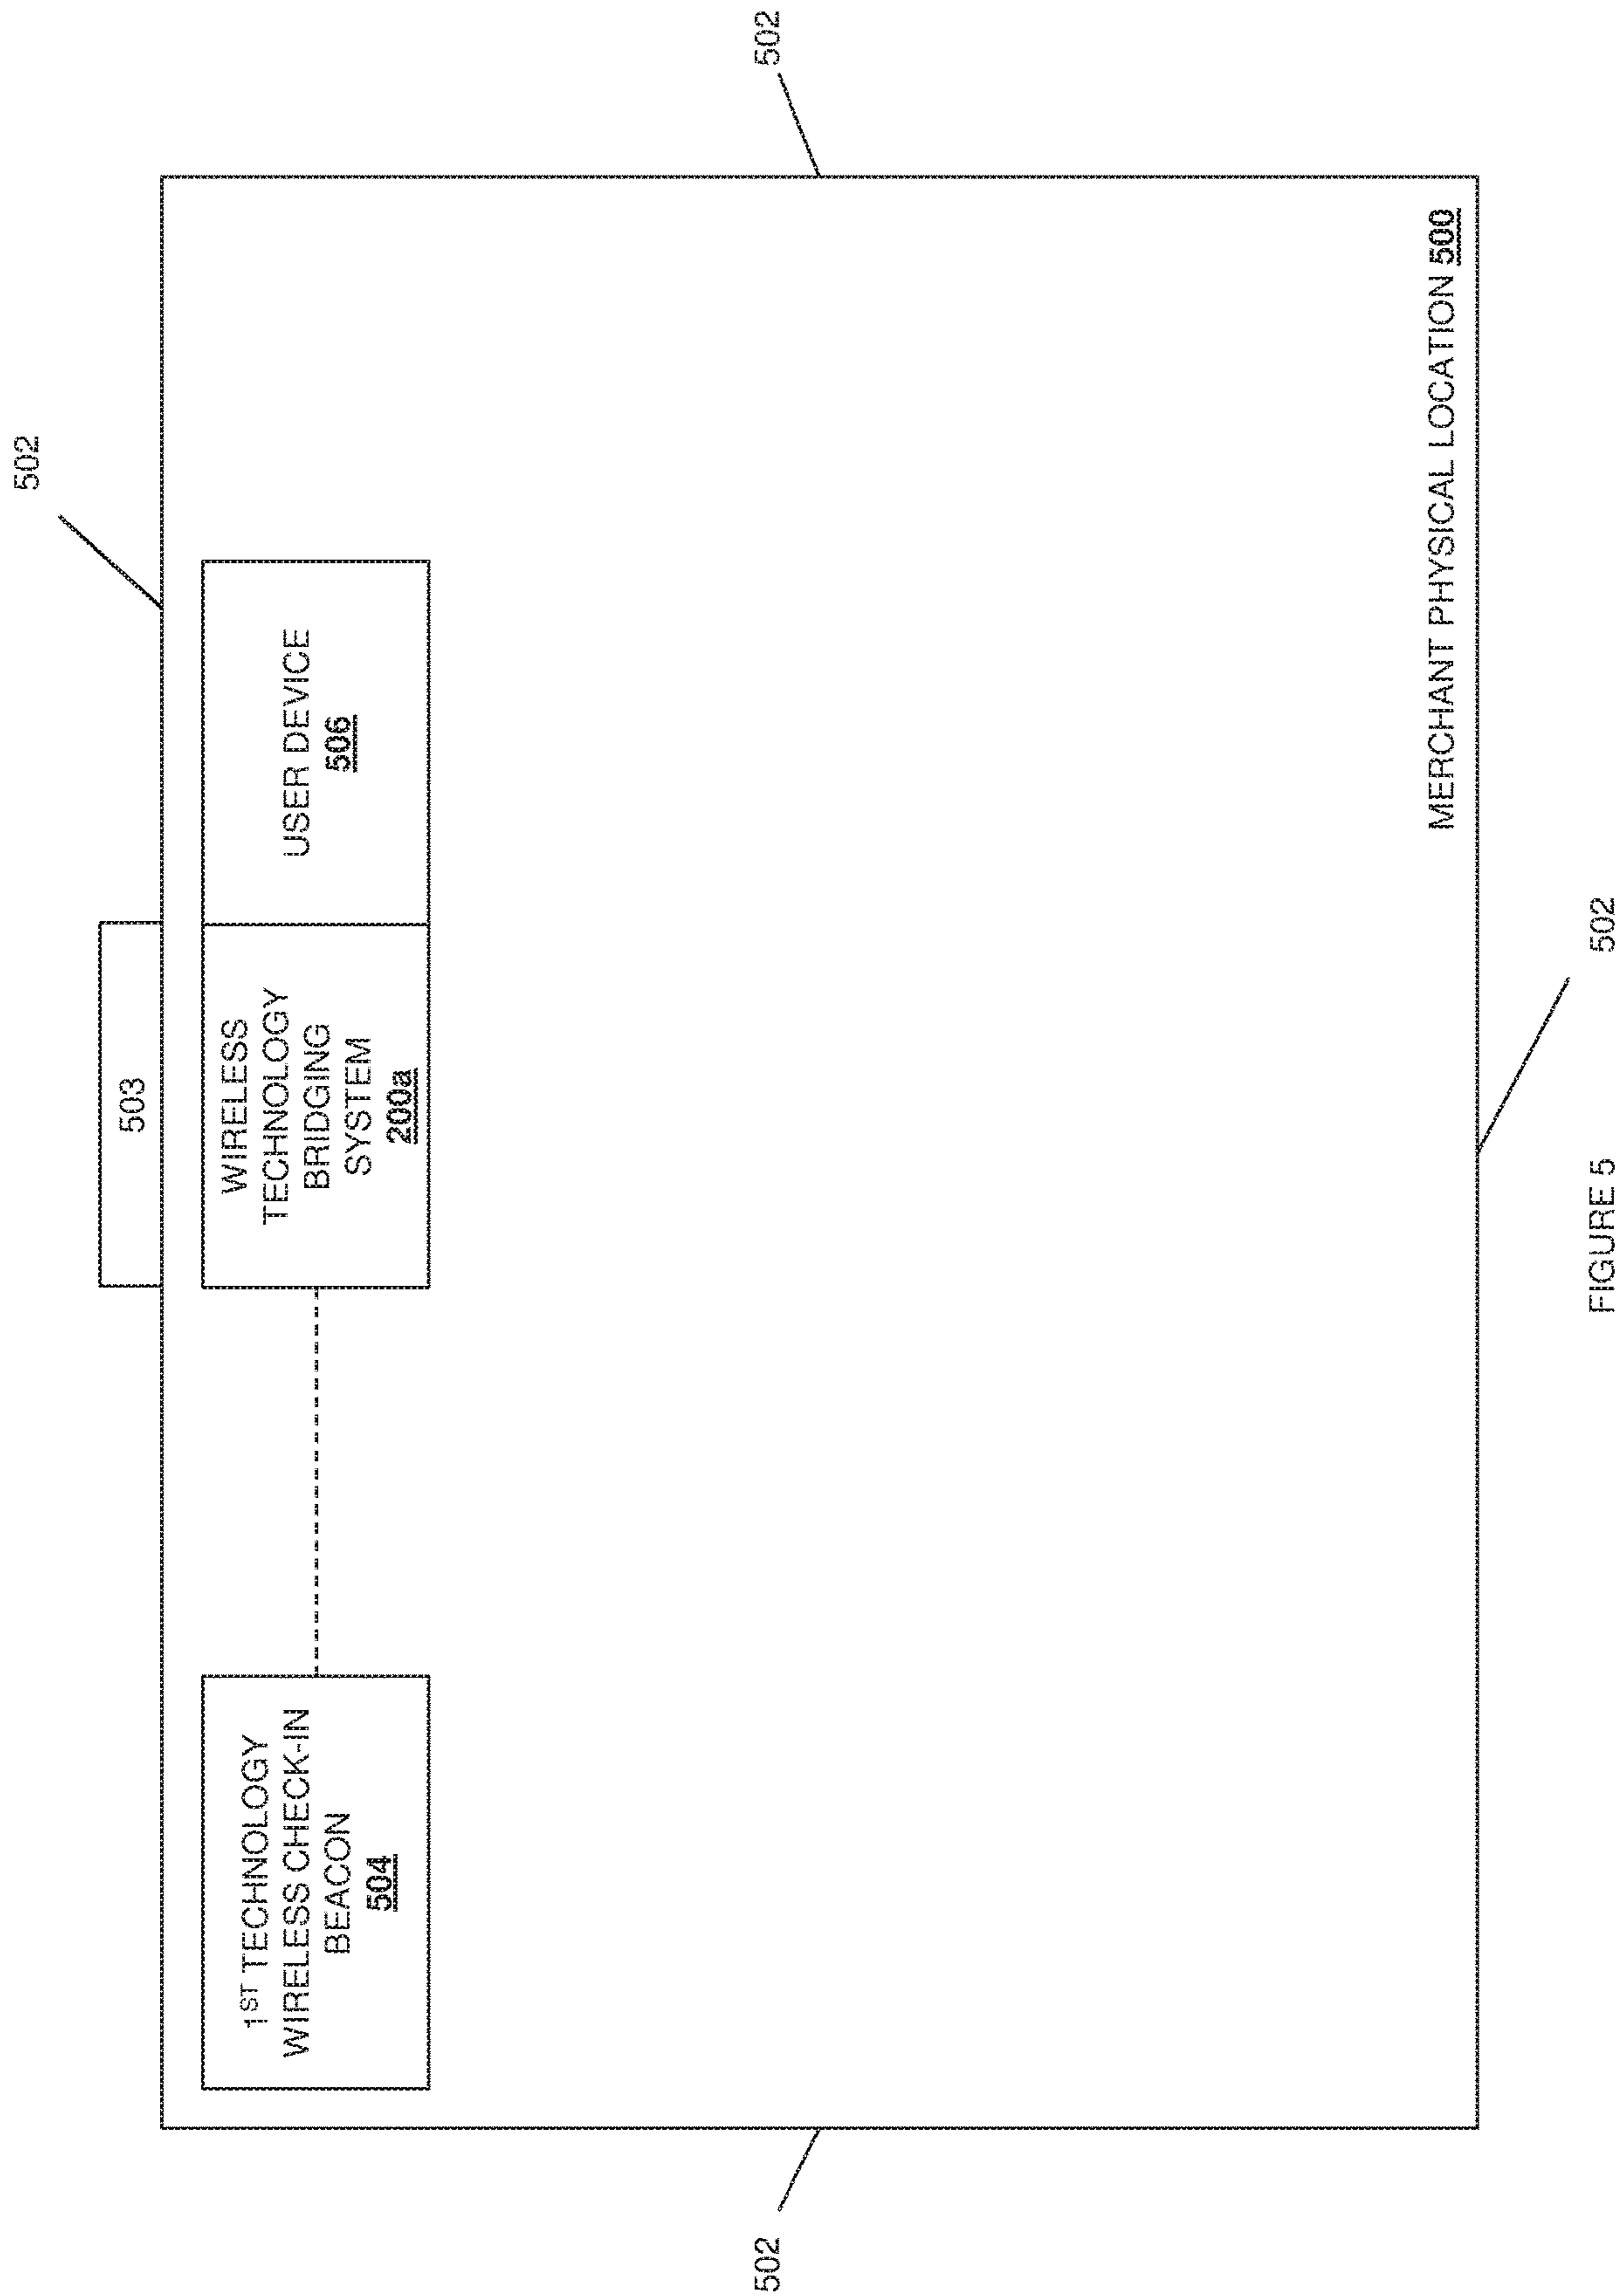 502
503
502
1ST TECHNOLOGY
WIRELESS CHECK-IN
BEACON
504
WIRELESS
TECHNOLOGY
BRIDGING
SYSTEM
200a
USER DEVICE
506
502
502
MERCHANT PHYSICAL LOCATION 500
502
FIGURE 5